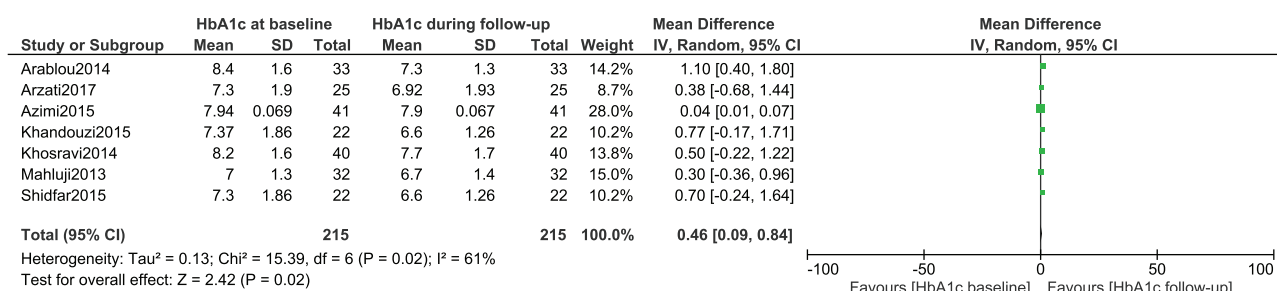 HbA1c at baseline HbA1c during follow-up Mean Difference Mean Difference
Study or Subgroup Mean SD Total Mean SD Total Weight IV, Random, 95% CI IV, Random, 95% CI
Arablou2014 8.4 1.6 33 7.3 1.3 33 14.2% 1.10 [0.40, 1.80]
Arzati2017 7.3 1.9 25 6.92 1.93 25 8.7% 0.38 [-0.68, 1.44]
Azimi2015 7.94 0.069 41 7.9 0.067 41 28.0% 0.04 [0.01, 0.07]
Khandouzi2015 7.37 1.86 22 6.6 1.26 22 10.2% 0.77 [-0.17, 1.71]
Khosravi2014 8.2 1.6 40 7.7 1.7 40 13.8% 0.50 [-0.22, 1.22]
Mahluji2013 7 1.3 32 6.7 1.4 32 15.0% 0.30 [-0.36, 0.96]
Shidfar2015 7.3 1.86 22 6.6 1.26 22 10.2% 0.70 [-0.24, 1.64]
Total (95% CI) 215 215 100.0% 0.46 [0.09, 0.84]
Heterogeneity: Tau² = 0.13; Chi² = 15.39, df = 6 (P = 0.02); I² = 61%
Test for overall effect: Z = 2.42 (P = 0.02)
-100 -50 0 50 100
Favours [HbA1c baseline] Favours [HbA1c follow-up]